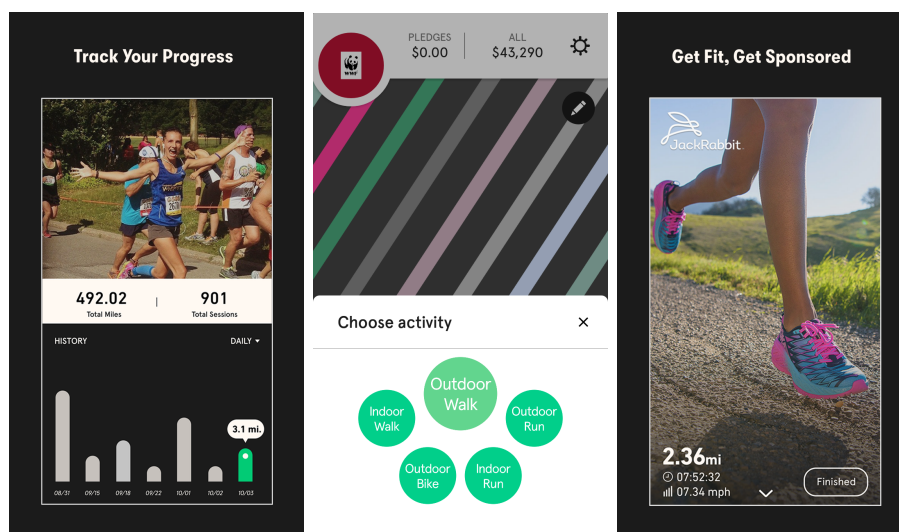 Track Your Progress
492.02
Total Miles
901
Total Sessions
HISTORY
DAILY
3.1 mi.
08/31
09/15
09/18
09/22
10/01
10/02
10/03
WWF
PLEDGES
$0.00
ALL
$43,290
Choose activity
Outdoor
Walk
Indoor
Walk
Outdoor
Run
Outdoor
Bike
Indoor
Run
Get Fit, Get Sponsored
JackRabbit
2.36mi
07:52:32
07.34 mph
Finished